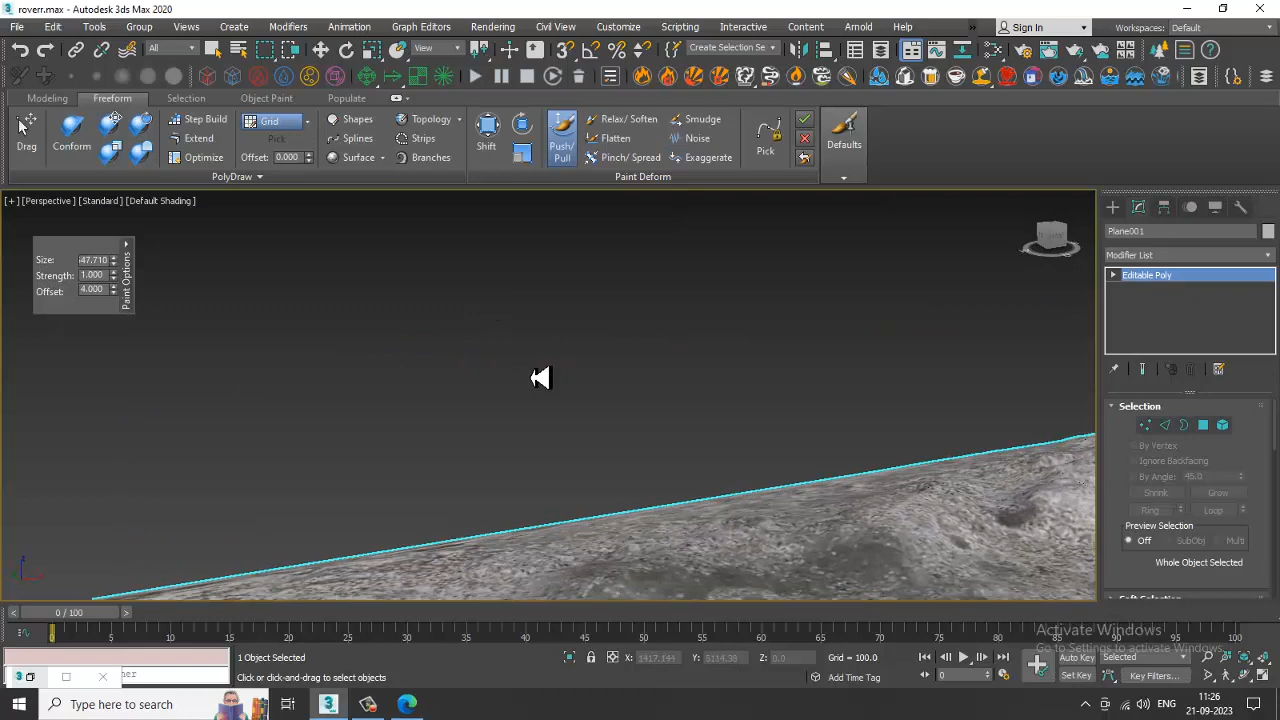 roverr.max - Autodesk 3ds Max 2020
File Edit Tools Group Views Create Modifiers Animation Graph Editors Rendering Civil View Customize Scripting Interactive Content Arnold Help Sign In Workspaces: Default
All View Create Selection Se
Modeling Freeform Selection Object Paint Populate
Drag Conform Step Build Extend Optimize Grid Pick Offset: 0.000 Shapes Splines Surface Topology Strips Branches
Shift Push/ Pull Relax/ Soften Flatten Pinch/ Spread Smudge Noise Exaggerate Pick Defaults
PolyDraw Paint Deform
[+] [Perspective] [Standard] [Default Shading]
Size: 47.710
Strength: 1.000
Offset: 4.000
Paint Options
Plane001
Modifier List
Editable Poly
Selection
By Vertex
Ignore Backfacing
By Angle: 45.0
Shrink Grow
Ring Loop
Preview Selection
Off SubObj Multi
Whole Object Selected
Soft Selection
0 / 100
0 5 10 15 20 25 30 35 40 45 50 55 60 65 70 75 80 85 90 95 100
Activate Windows
Go to Settings to activate Windows.
1 Object Selected X: 1417.144 Y: 5114.38 Z: 0.0 Grid = 100.0 Auto Key Selected
Click or click-and-drag to select objects Add Time Tag 0 Set Key Key Filters...
3
Type here to search ENG 11:26
21-09-2023